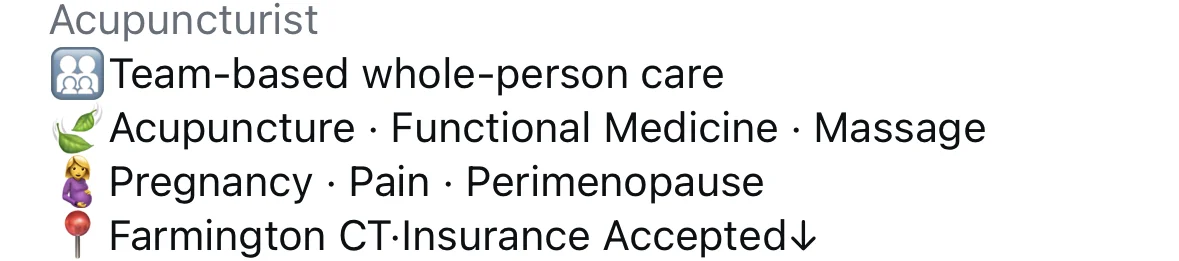 Acupuncturist
Team-based whole-person care
Acupuncture · Functional Medicine · Massage
Pregnancy · Pain · Perimenopause
Farmington CT·Insurance Accepted↓